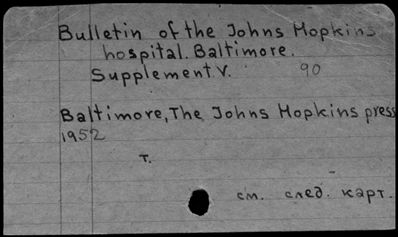 Bulletin of the Johns Hopkins
hospital. Baltimore.
Supplement V. 90
Baltimore, The Johns Hopkins press
1952
т.
см. след. карт.